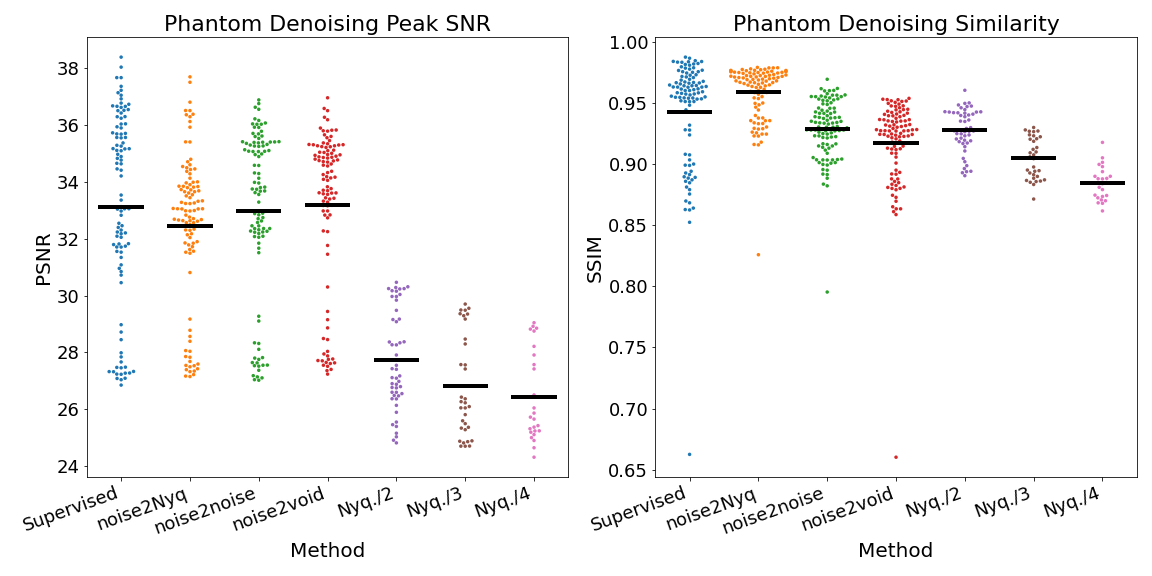 Phantom Denoising Peak SNR
38
36
34
32
30
28
26
24
PSNR
Supervised
noise2Nyq
noise2noise
noise2void
Nyq./2
Nyq./3
Nyq./4
Method
Phantom Denoising Similarity
1.00
0.95
0.90
0.85
0.80
0.75
0.70
0.65
SSIM
Supervised
noise2Nyq
noise2noise
noise2void
Nyq./2
Nyq./3
Nyq./4
Method